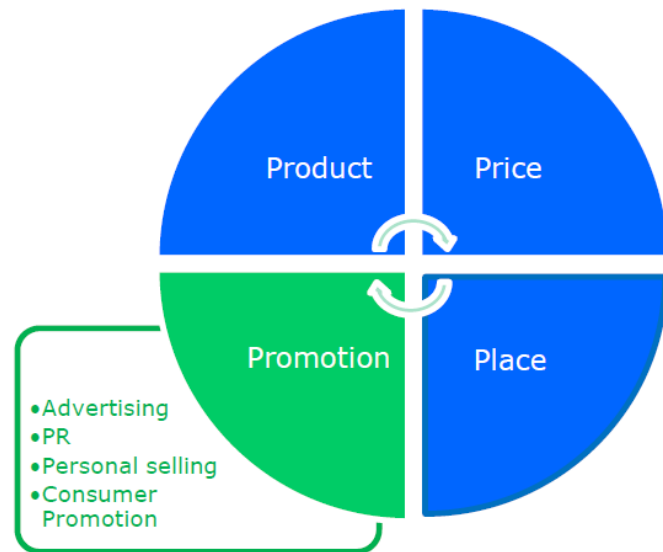 Product
Price
Promotion
Place
•Advertising
•PR
•Personal selling
•Consumer
Promotion